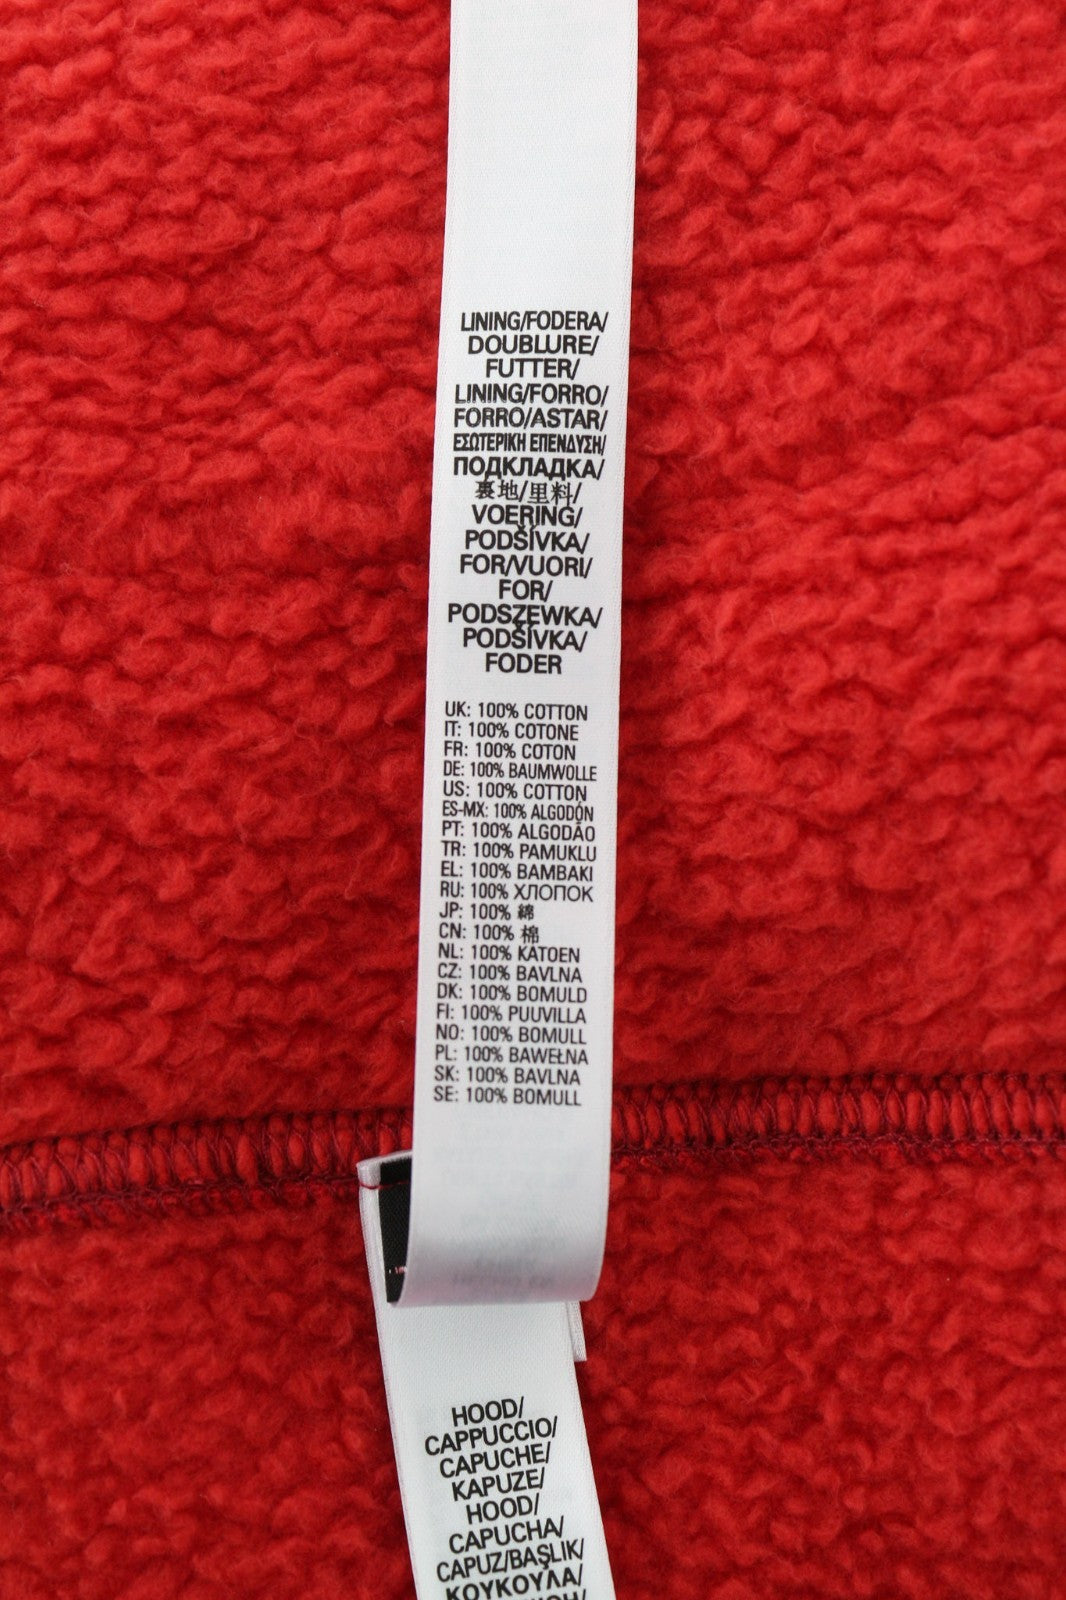 LINING/FODERA/
DOUBLURE/
FUTTER/
LINING/FORRO/
FORRO/ASTAR/
ΕΣΩΤΕΡΙΚΗ ΕΠΕΝΔΥΣΗ/
ПОДКЛАДКА/
裏地/里料/
VOERING/
PODŠÍVKA/
FOR/VUORI/
FOR/
PODSZEWKA/
PODŠÍVKA/
FODER
UK: 100% COTTON
IT: 100% COTONE
FR: 100% COTON
DE: 100% BAUMWOLLE
US: 100% COTTON
ES-MX: 100% ALGODÓN
PT: 100% ALGODÃO
TR: 100% PAMUKLU
EL: 100% ΒΑΜΒΑΚΙ
RU: 100% ХЛОПОК
JP: 100% 綿
CN: 100% 棉
NL: 100% KATOEN
CZ: 100% BAVLNA
DK: 100% BOMULD
FI: 100% PUUVILLA
NO: 100% BOMULL
PL: 100% BAWEŁNA
SK: 100% BAVLNA
SE: 100% BOMULL
HOOD/
CAPPUCCIO/
CAPUCHE/
KAPUZE/
HOOD/
CAPUCHA/
CAPUZ/BAŞLIK/
ΚΟΥΚΟΥΛΑ/